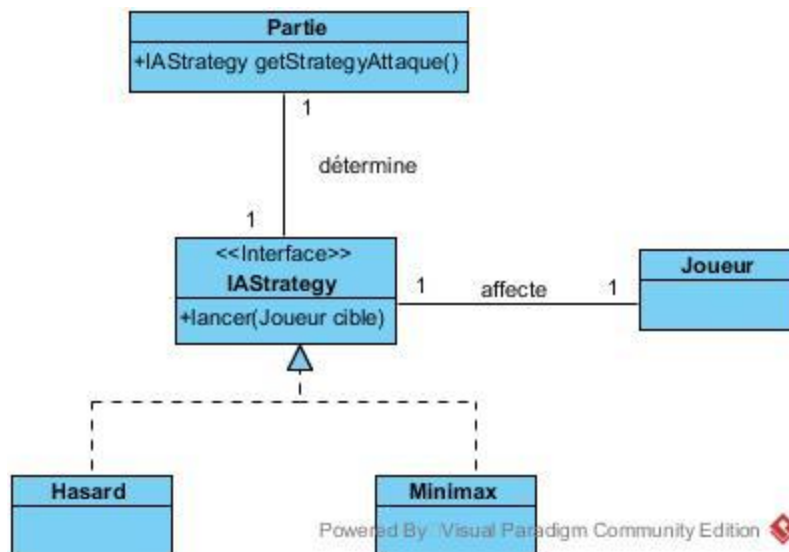 Partie
+IAStrategy getStrategyAttaque()
1
détermine
1
<<Interface>>
IAStrategy
+lancer(Joueur cible)
1
affecte
1
Joueur
Hasard
Minimax
Powered By Visual Paradigm Community Edition